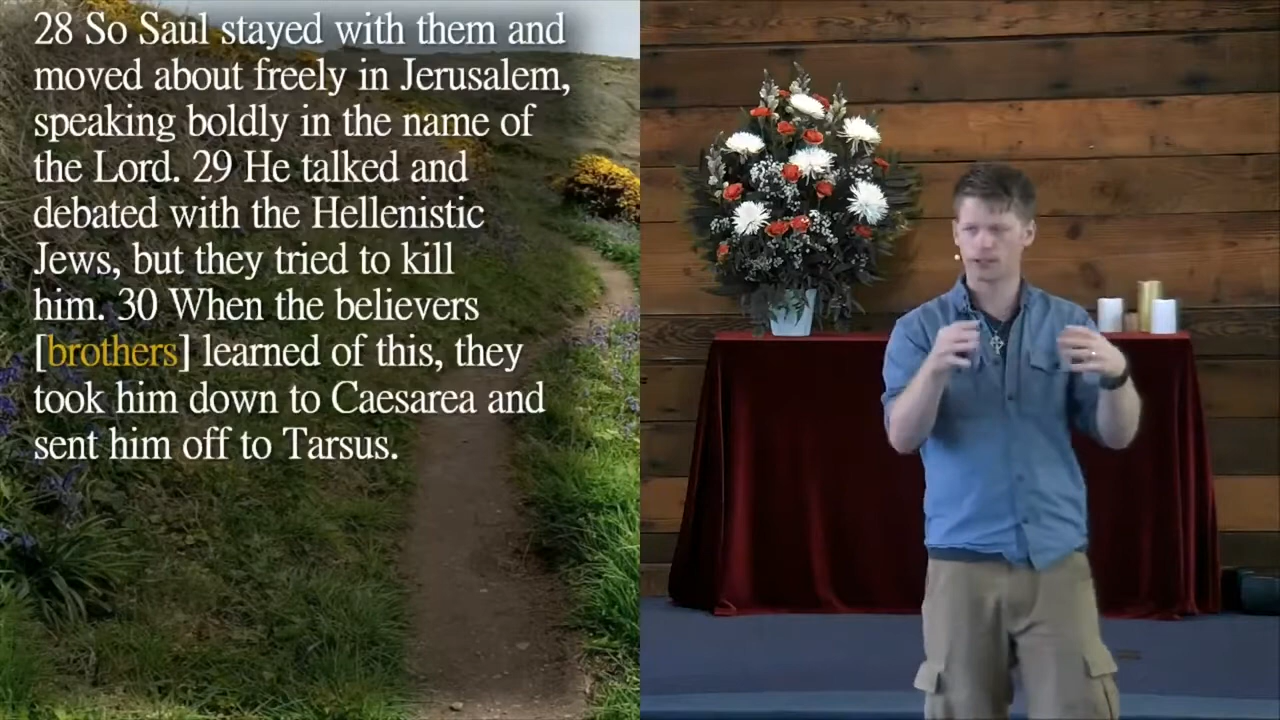 28 So Saul stayed with them and
moved about freely in Jerusalem,
speaking boldly in the name of
the Lord. 29 He talked and
debated with the Hellenistic
Jews, but they tried to kill
him. 30 When the believers
[brothers] learned of this, they
took him down to Caesarea and
sent him off to Tarsus.